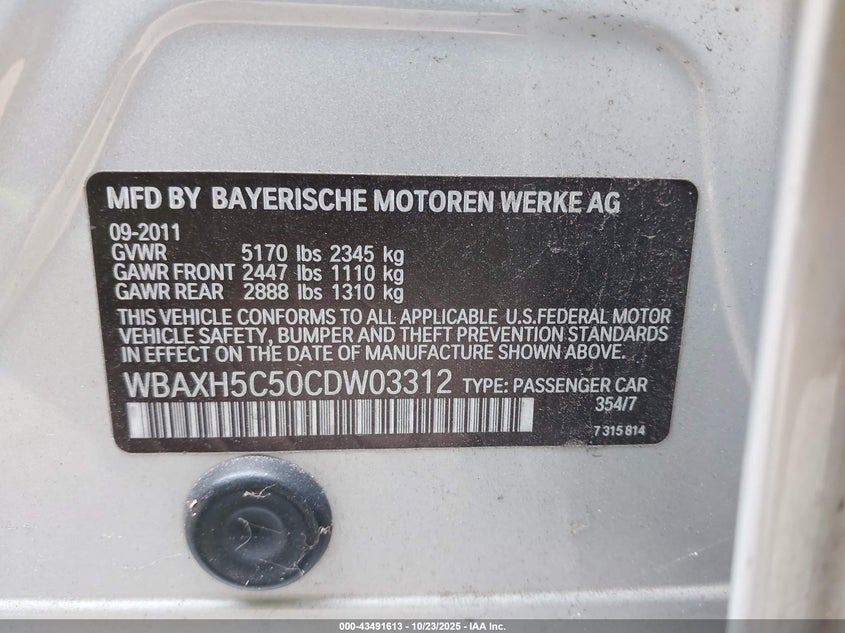 MFD BY BAYERISCHE MOTOREN WERKE AG
09-2011
GVWR 5170 lbs 2345 kg
GAWR FRONT 2447 lbs 1110 kg
GAWR REAR 2888 lbs 1310 kg
THIS VEHICLE CONFORMS TO ALL APPLICABLE U.S.FEDERAL MOTOR
VEHICLE SAFETY, BUMPER AND THEFT PREVENTION STANDARDS
IN EFFECT ON THE DATE OF MANUFACTURE SHOWN ABOVE.
WBAXH5C50CDW03312 TYPE: PASSENGER CAR
354/7
7 315 814
000-43491613 - 10/23/2025 - IAA Inc.